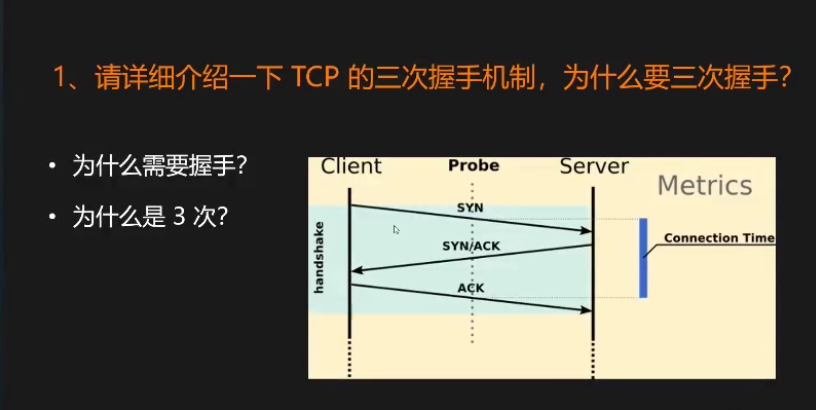 1、请详细介绍一下 TCP 的三次握手机制，为什么要三次握手？
• 为什么需要握手？
• 为什么是 3 次？
Client
Probe
Server
Metrics
SYN
handshake
Connection Time
SYN/ACK
ACK